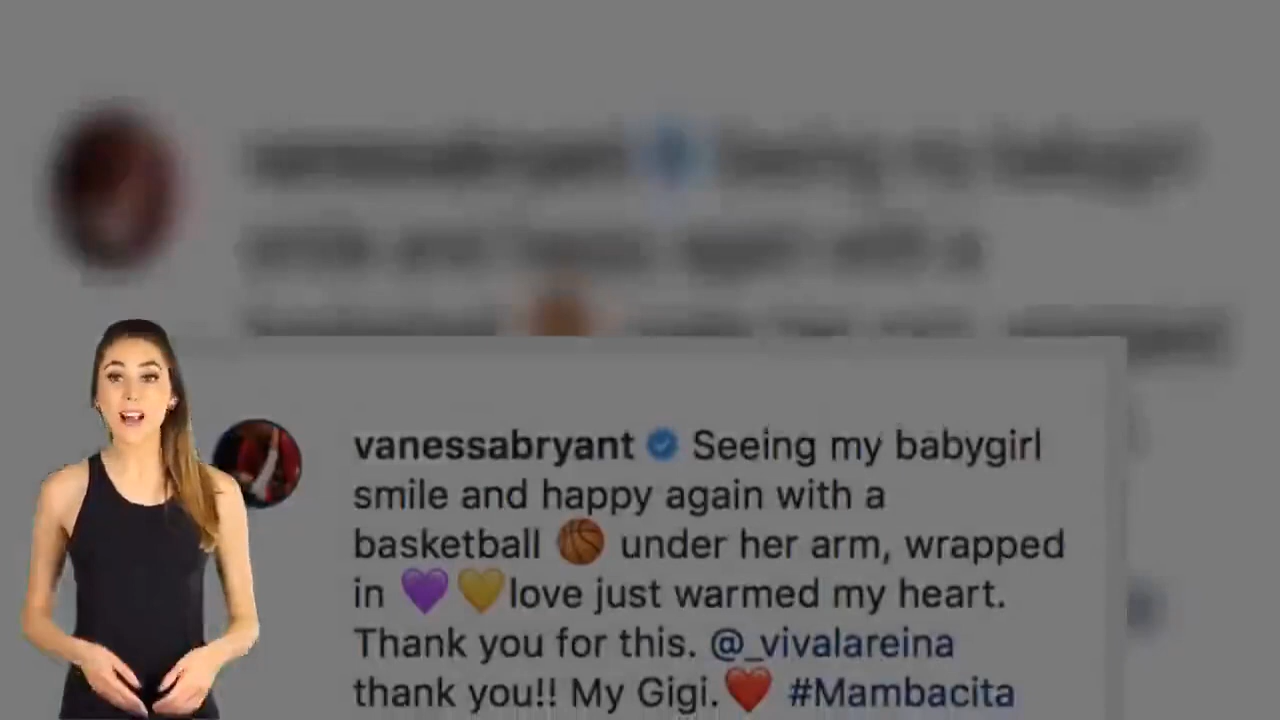 vanessabryant Seeing my babygirl
smile and happy again with a
basketball 🏀 under her arm, wrapped
in 💜💛love just warmed my heart.
Thank you for this. @_vivalareina
thank you!! My Gigi.❤️ #Mambacita